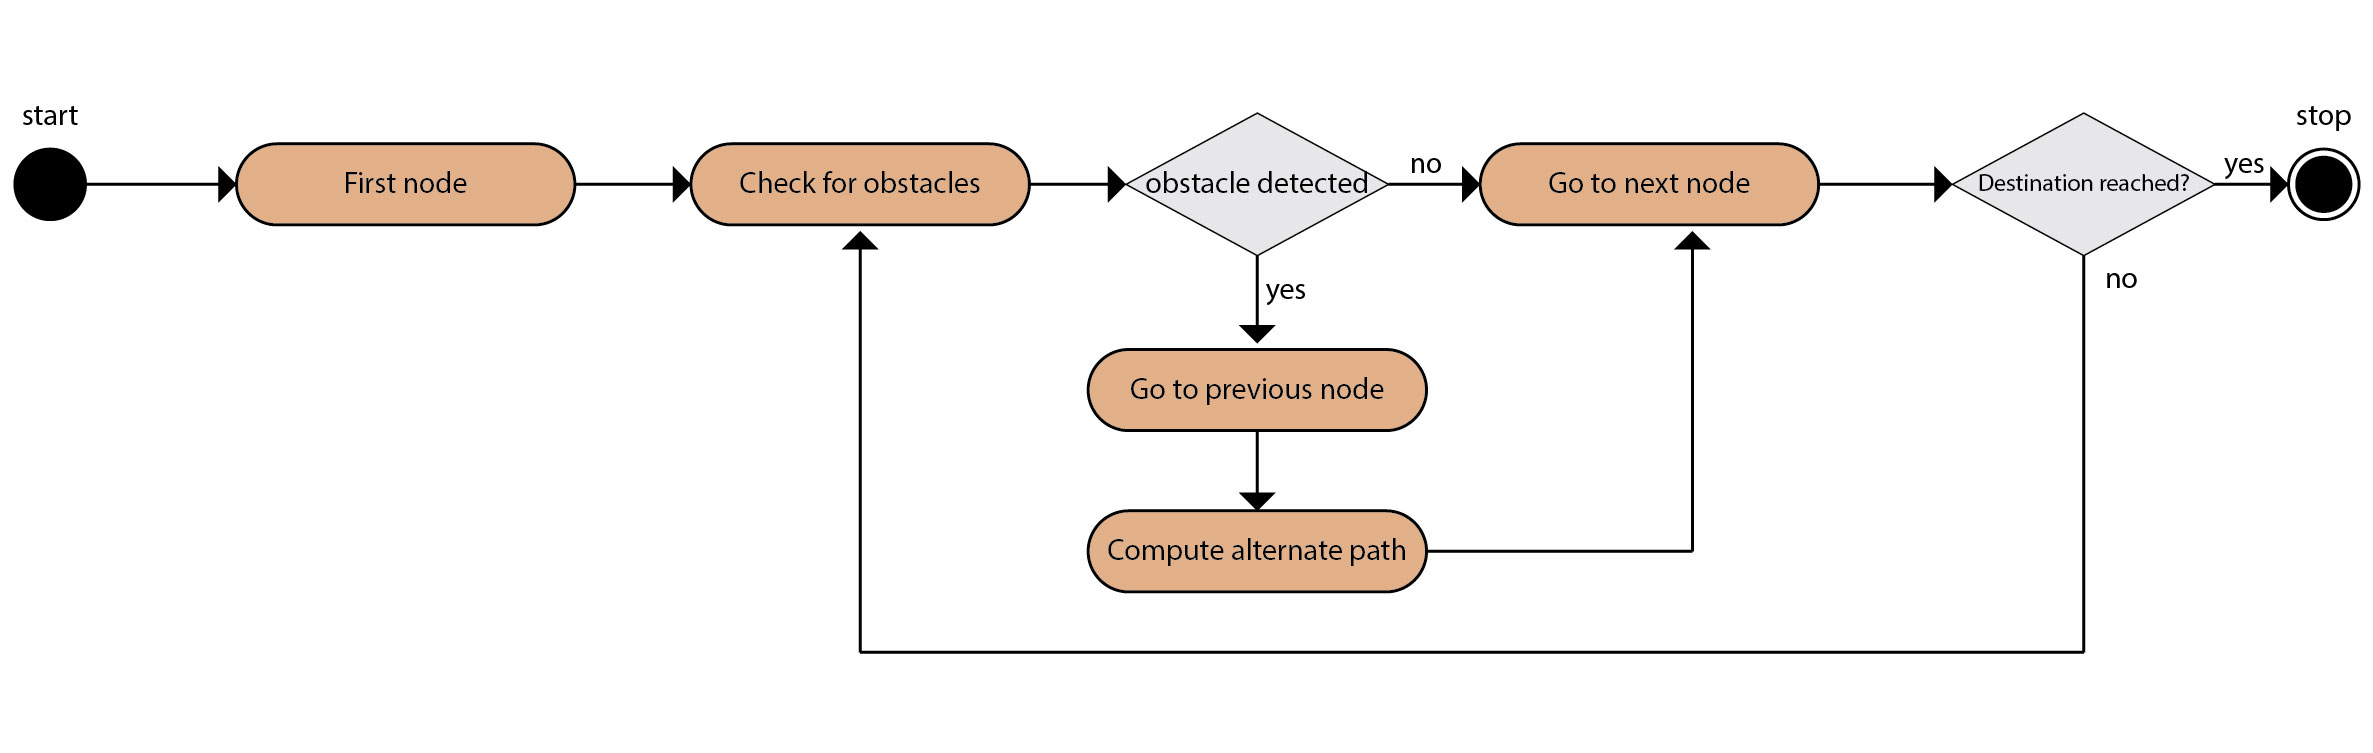 start
First node
Check for obstacles
obstacle detected
no
Go to next node
Destination reached?
yes
stop
yes
no
Go to previous node
Compute alternate path